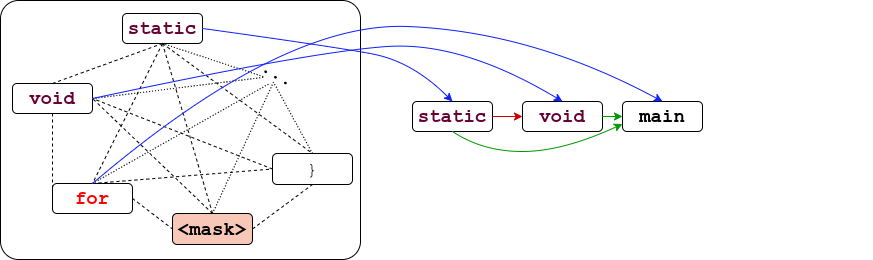 static
...
void
static void main
}
for
<mask>